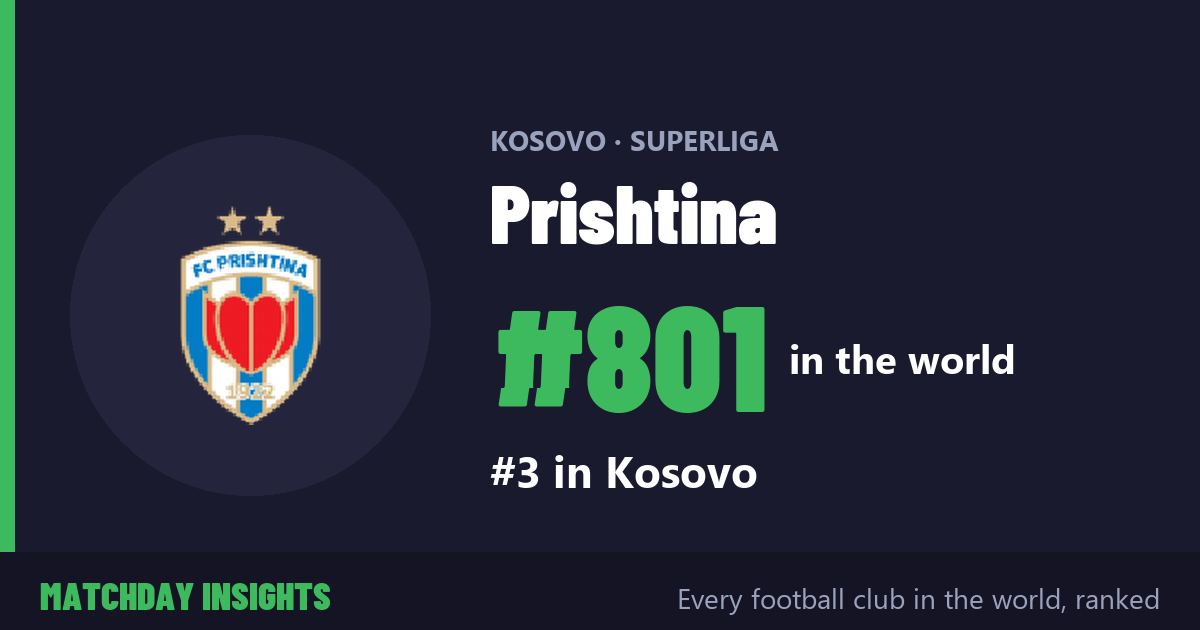 KOSOVO · SUPERLIGA
Prishtina
FC PRISHTINA
1922
#801 in the world
#3 in Kosovo
MATCHDAY INSIGHTS
Every football club in the world, ranked